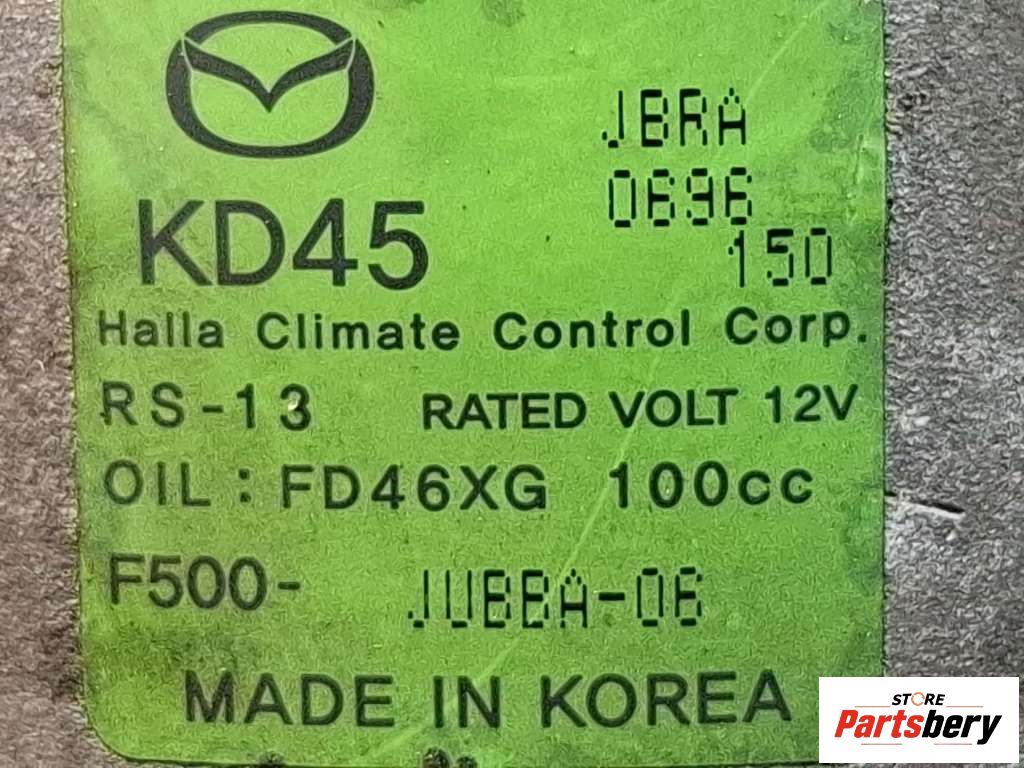 JBRA
0696
150
KD45
Halla Climate Control Corp.
RS-13 RATED VOLT 12V
OIL: FD46XG 100cc
F500- JUBBA-06
MADE IN KOREA
STORE
Partsbery